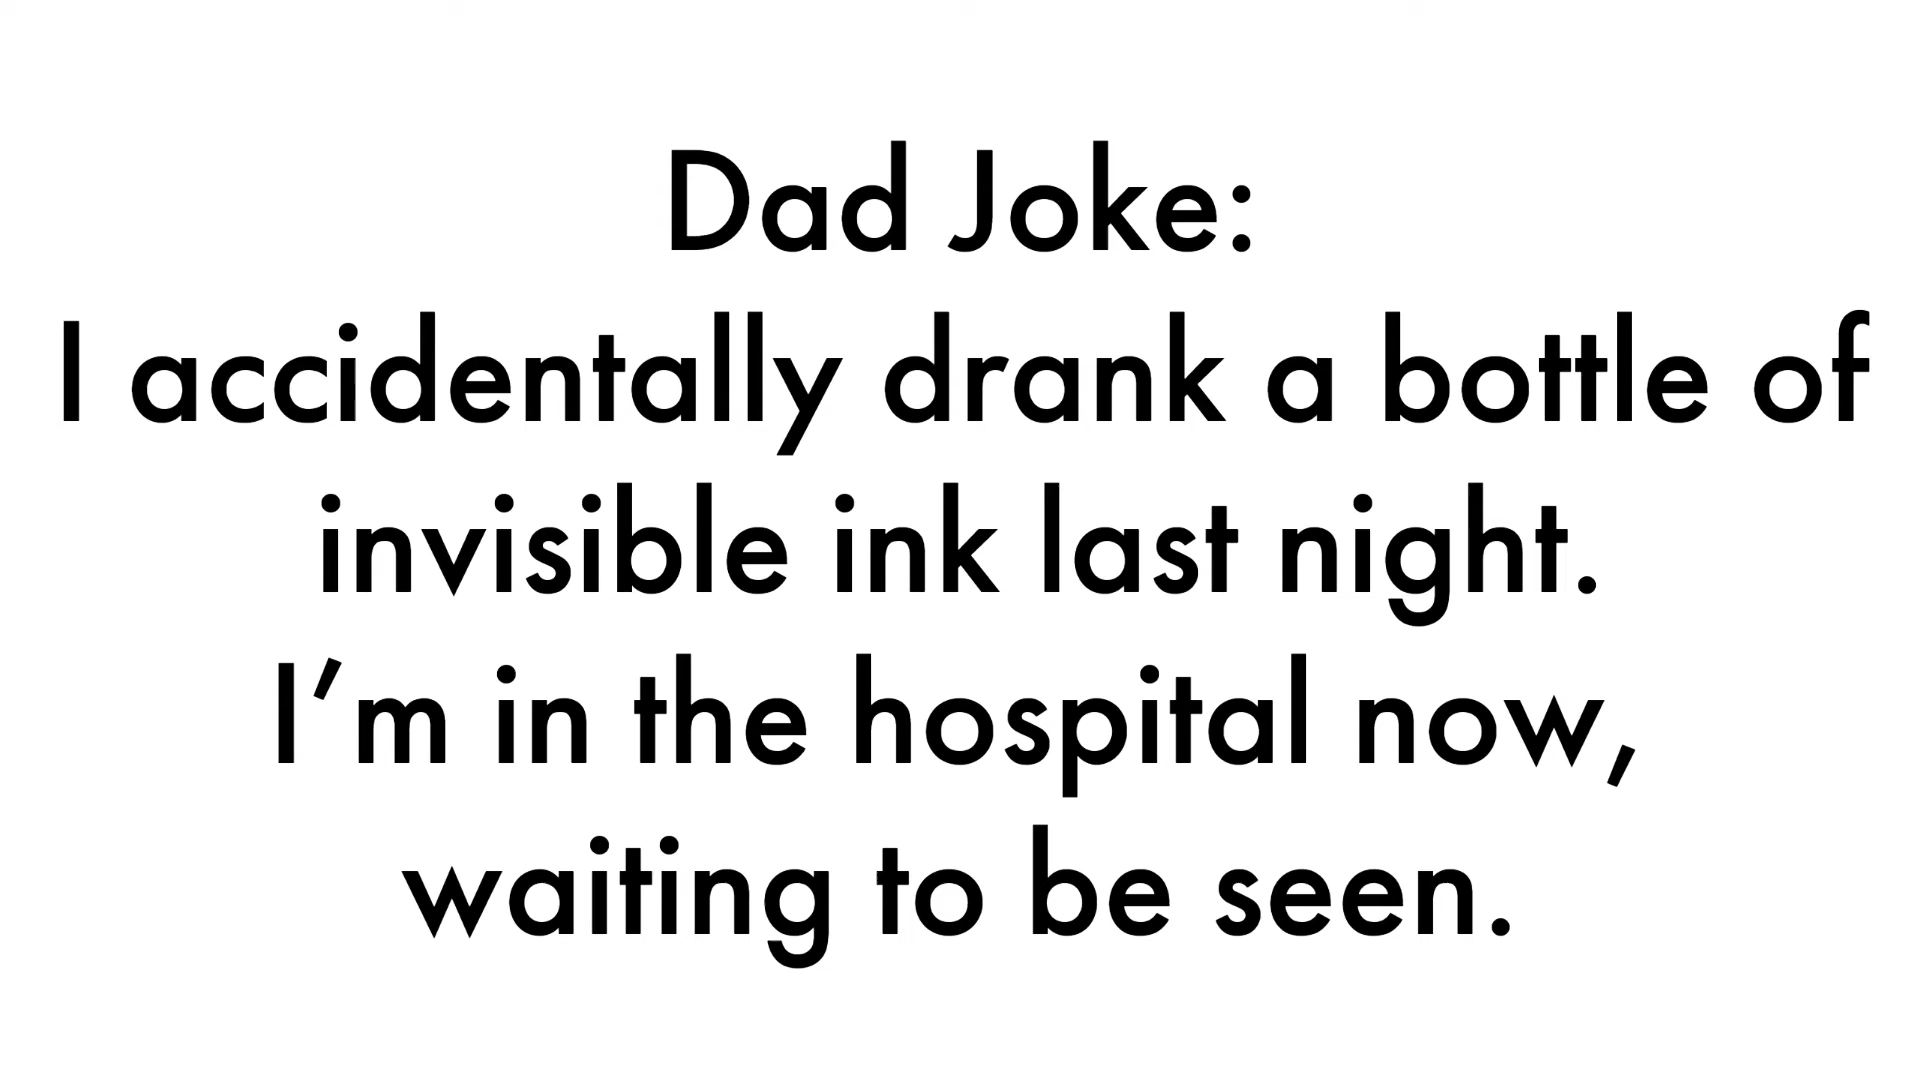 Dad Joke:
I accidentally drank a bottle of
invisible ink last night.
I’m in the hospital now,
waiting to be seen.